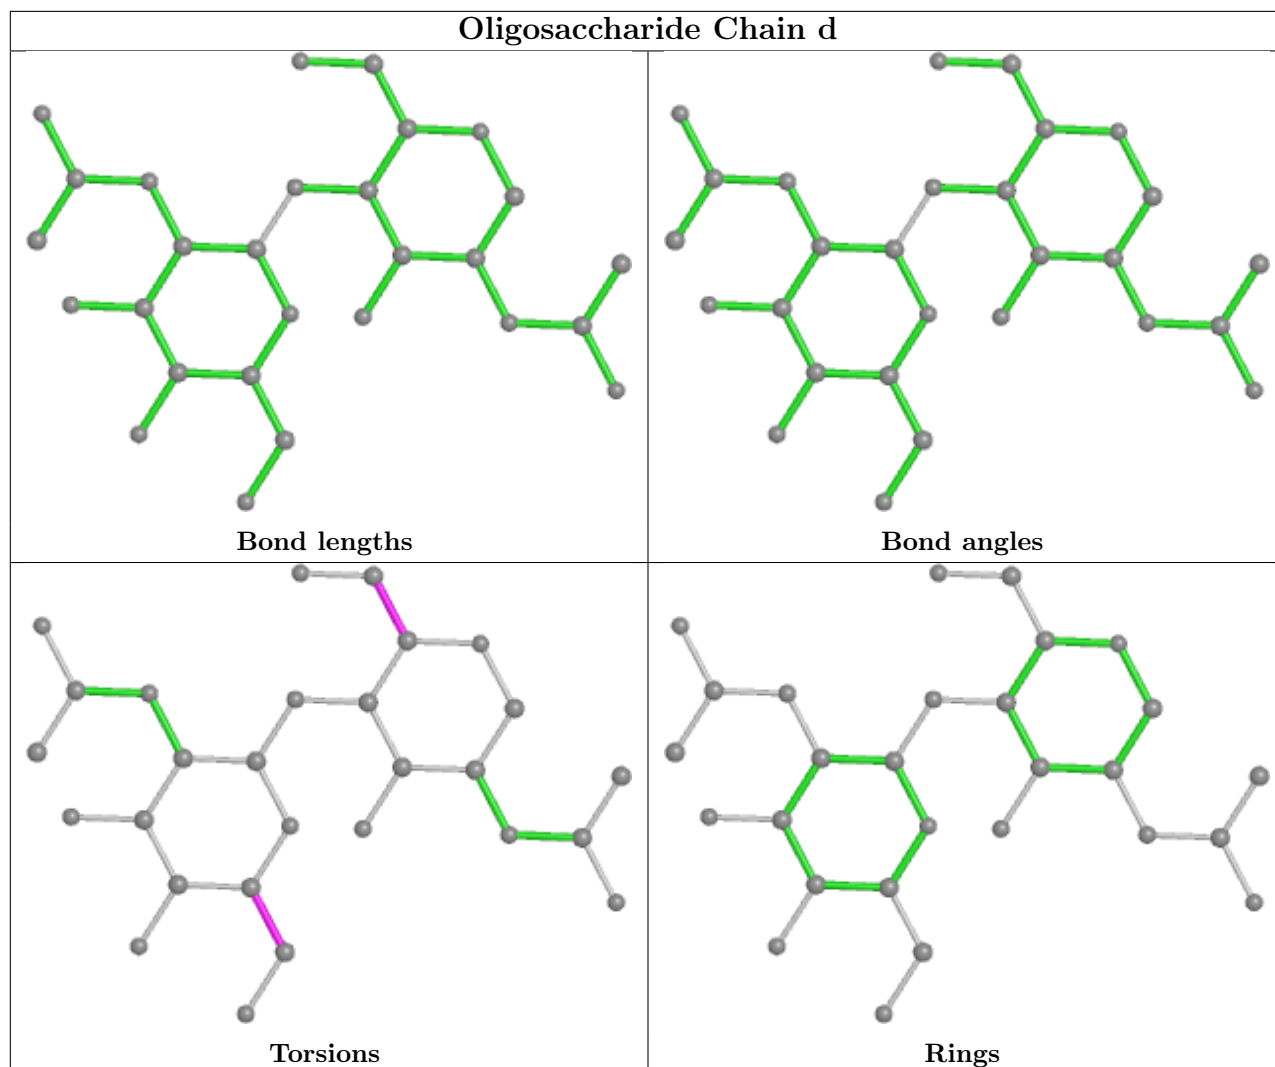 Oligosaccharide Chain d
Bond lengths
Bond angles
Torsions
Rings